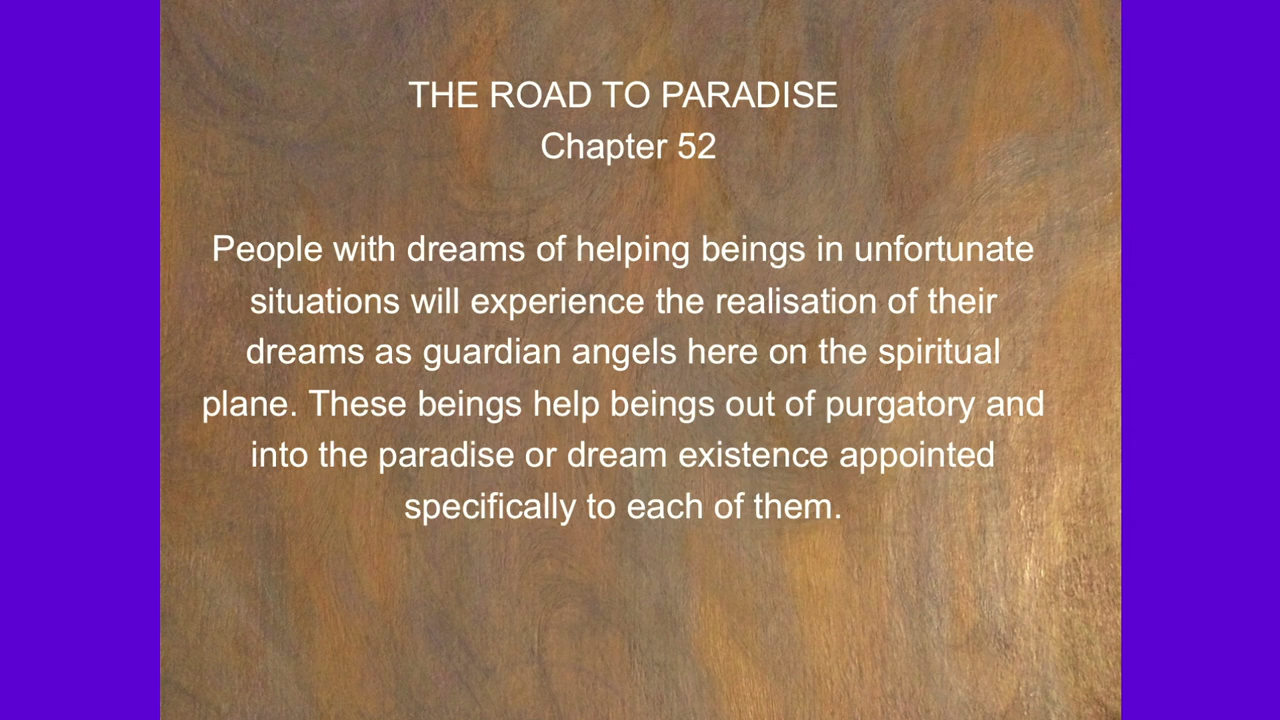 THE ROAD TO PARADISE
Chapter 52
People with dreams of helping beings in unfortunate
situations will experience the realisation of their
dreams as guardian angels here on the spiritual
plane. These beings help beings out of purgatory and
into the paradise or dream existence appointed
specifically to each of them.